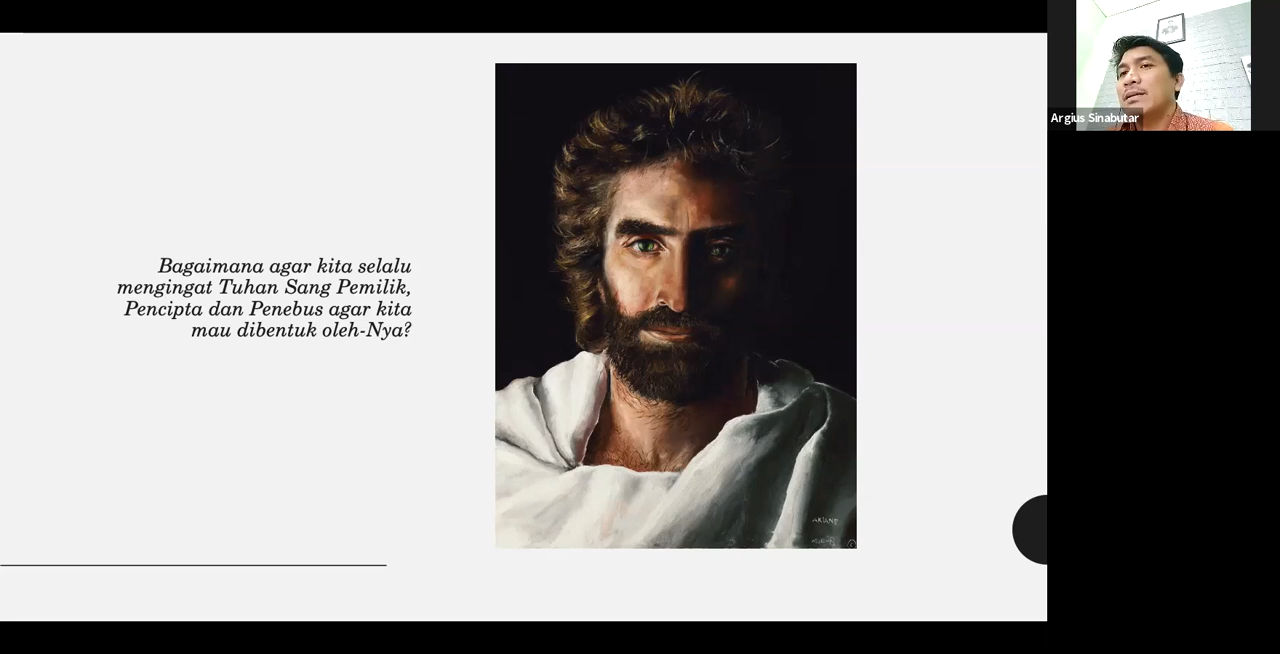 Bagaimana agar kita selalu
mengingat Tuhan Sang Pemilik,
Pencipta dan Penebus agar kita
mau dibentuk oleh-Nya?
AKIANE
Argius Sinabutar